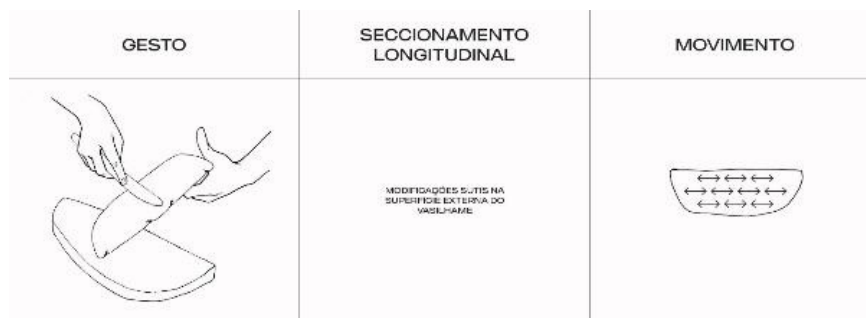 GESTO
SECCIONAMENTO
LONGITUDINAL
MOVIMENTO
MODIFICAÇÕES SUTIS NA
SUPERFÍCIE EXTERNA DO
VASILHAME